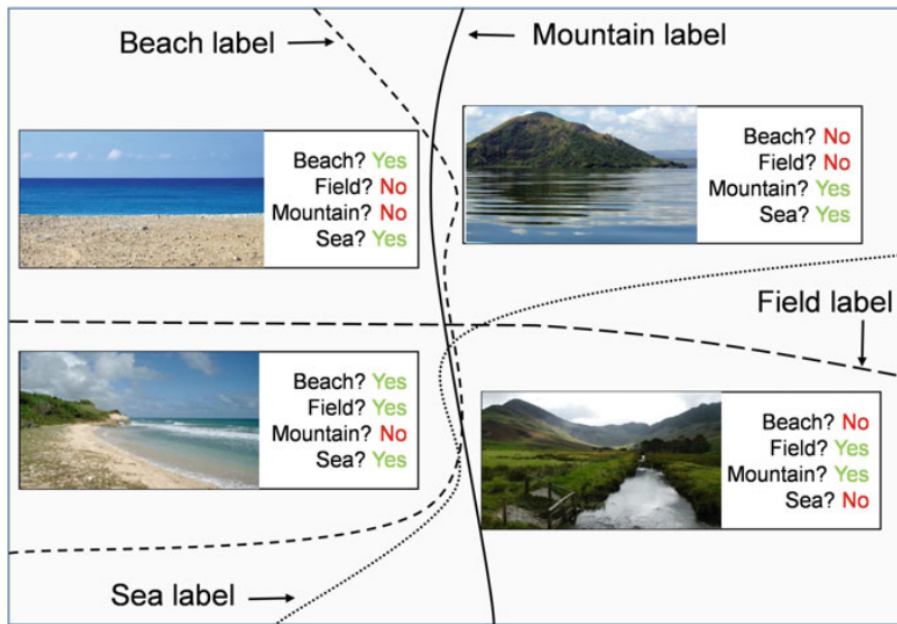 Beach label
Mountain label
Beach? Yes
Field? No
Mountain? No
Sea? Yes
Beach? No
Field? No
Mountain? Yes
Sea? Yes
Field label
Beach? Yes
Field? Yes
Mountain? No
Sea? Yes
Beach? No
Field? Yes
Mountain? Yes
Sea? No
Sea label